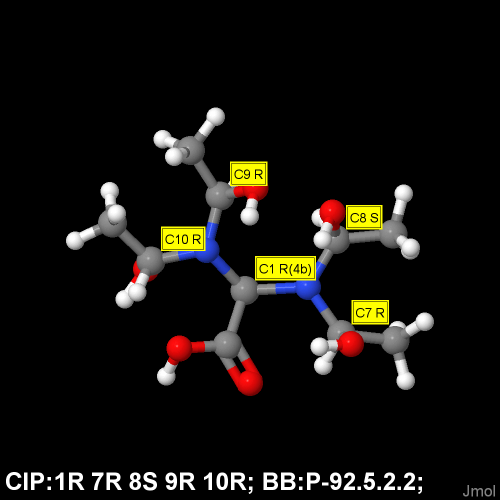 C9 R
C8 S
C10 R
C1 R(4b)
C7 R
CIP:1R 7R 8S 9R 10R; BB:P-92.5.2.2;
Jmol